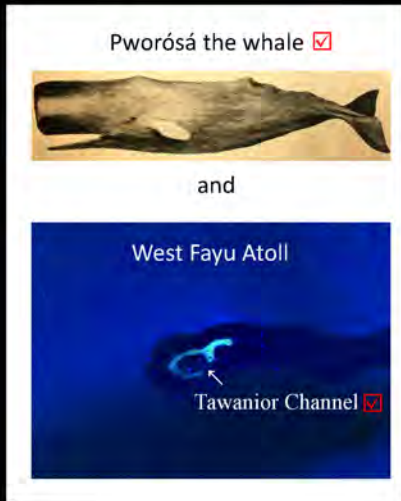 Pworósá the whale ☑
and
West Fayu Atoll
Tawanior Channel ☑